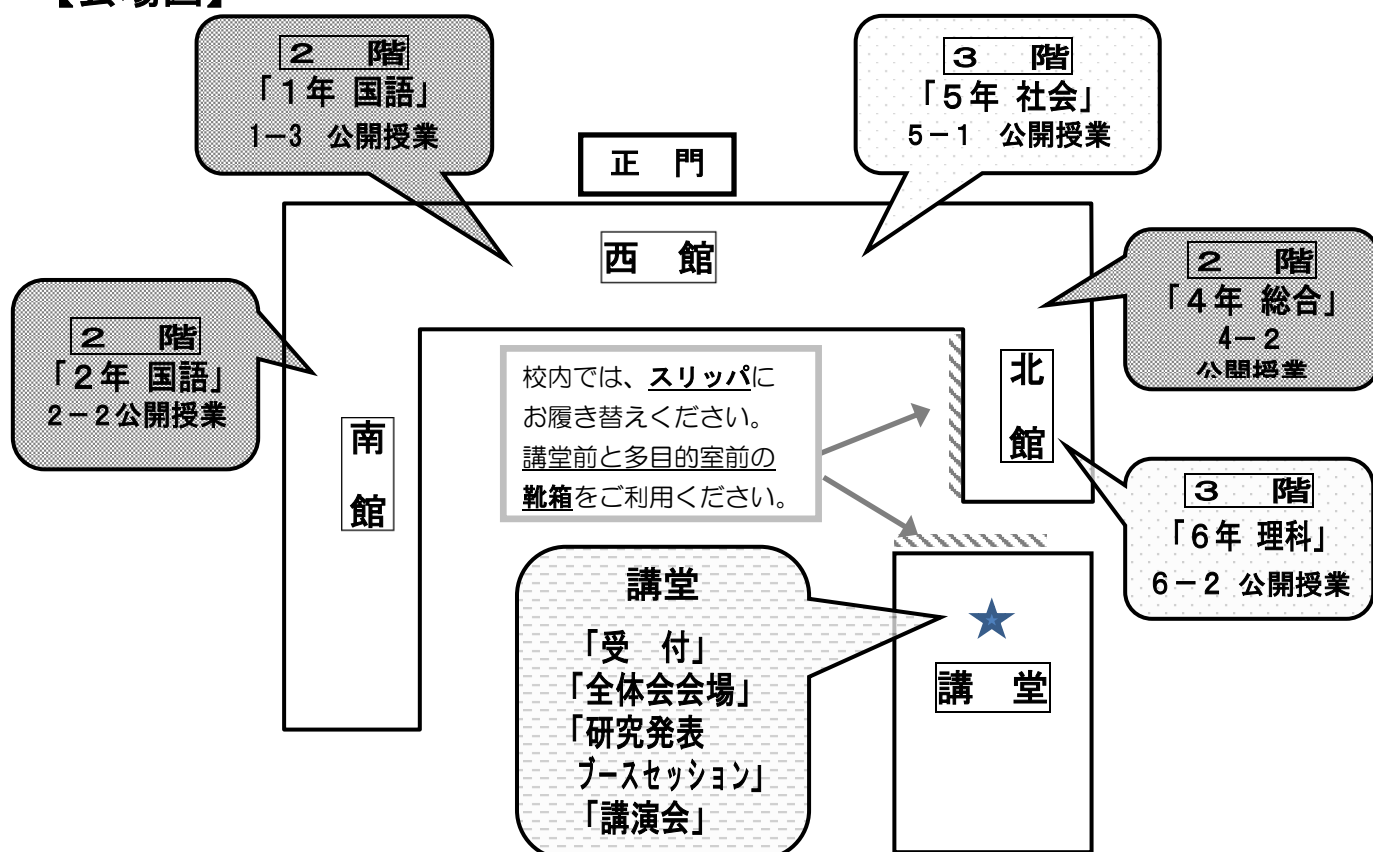 【会場図】
2 階
「1年 国語」
1－3 公開授業
3 階
「5年 社会」
5－1 公開授業
正 門
西 館
2 階
「4年 総合」
4－2
公開授業
2 階
「2年 国語」
2－2公開授業
南
館
校内では、スリッパに
お履き替えください。
講堂前と多目的室前の
靴箱をご利用ください。
北
館
3 階
「6年 理科」
6－2 公開授業
講堂
「受 付」
「全体会会場」
「研究発表
ブースセッション」
「講演会」
講 堂